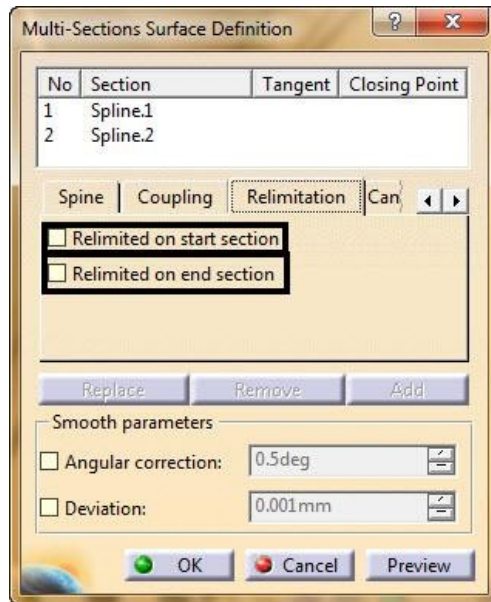 Multi-Sections Surface Definition
No Section Tangent Closing Point
1 Spline.1
2 Spline.2
Spine Coupling Relimitation Can
Relimited on start section
Relimited on end section
Replace Remove Add
Smooth parameters
Angular correction: 0.5deg
Deviation: 0.001mm
OK Cancel Preview